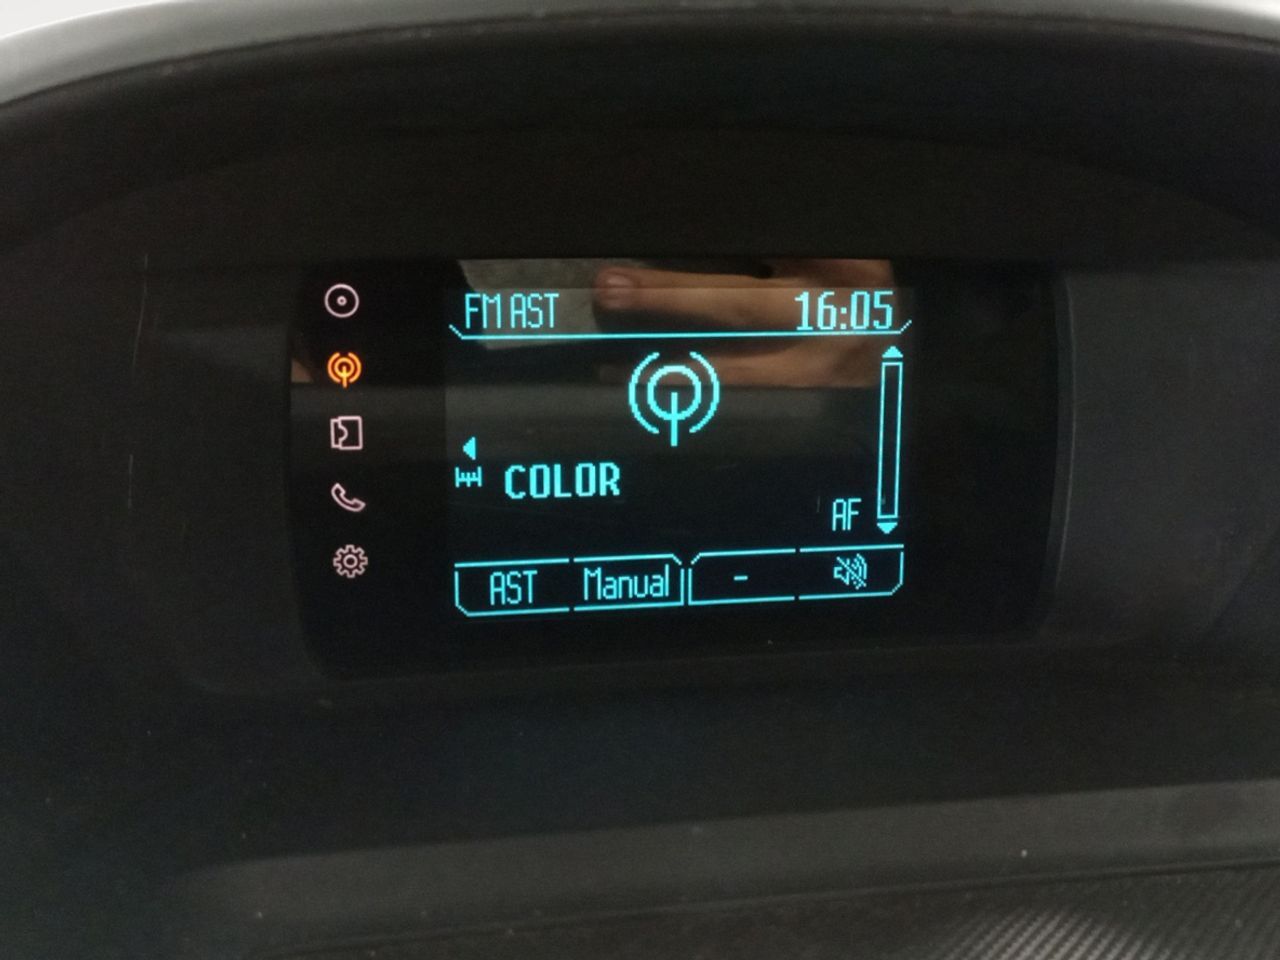 FM AST 16:05
COLOR
AF
AST Manual -